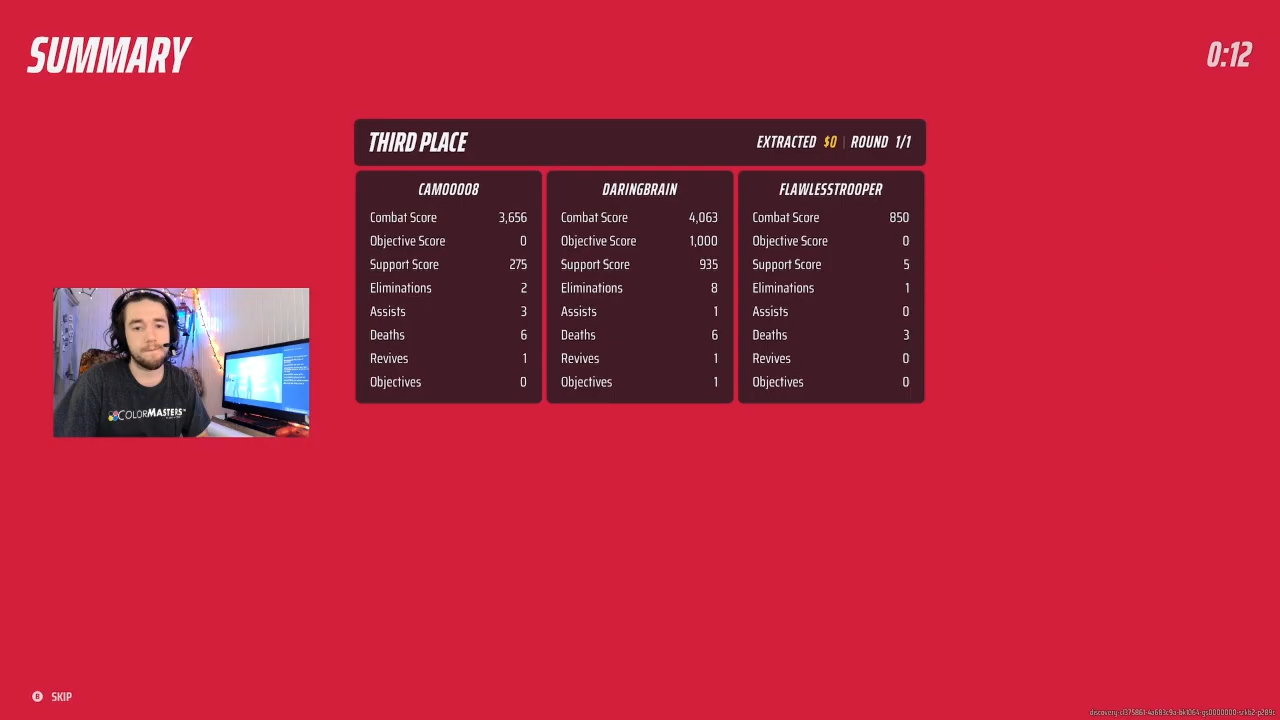 SUMMARY
0:12
THIRD PLACE
EXTRACTED $0 | ROUND 1/1
CAMO0008 DARINGBRAIN FLAWLESSTROOPER
Combat Score 3,656 Combat Score 4,063 Combat Score 850
Objective Score 0 Objective Score 1,000 Objective Score 0
Support Score 275 Support Score 935 Support Score 5
Eliminations 2 Eliminations 8 Eliminations 1
Assists 3 Assists 1 Assists 0
Deaths 6 Deaths 6 Deaths 3
Revives 1 Revives 1 Revives 0
Objectives 0 Objectives 1 Objectives 0
COLORMASTERS
B SKIP